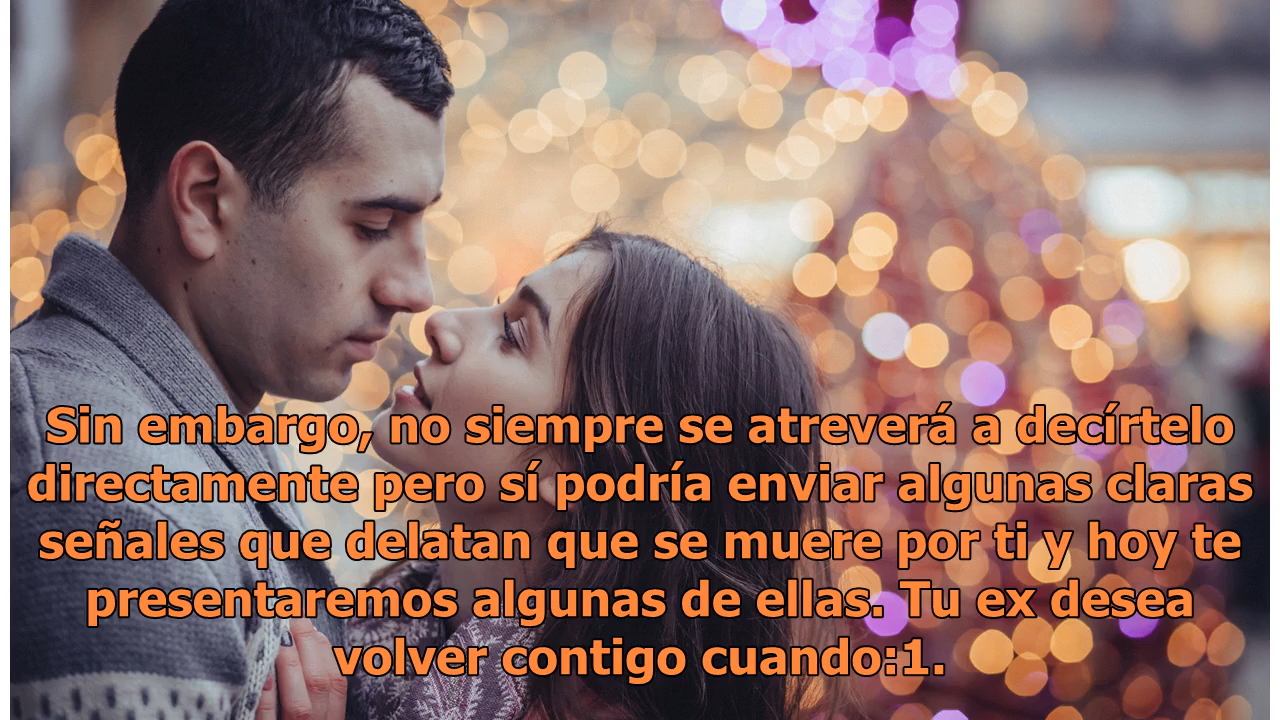 Sin embargo, no siempre se atreverá a decírtelo
directamente pero sí podría enviar algunas claras
señales que delatan que se muere por ti y hoy te
presentaremos algunas de ellas. Tu ex desea
volver contigo cuando:1.